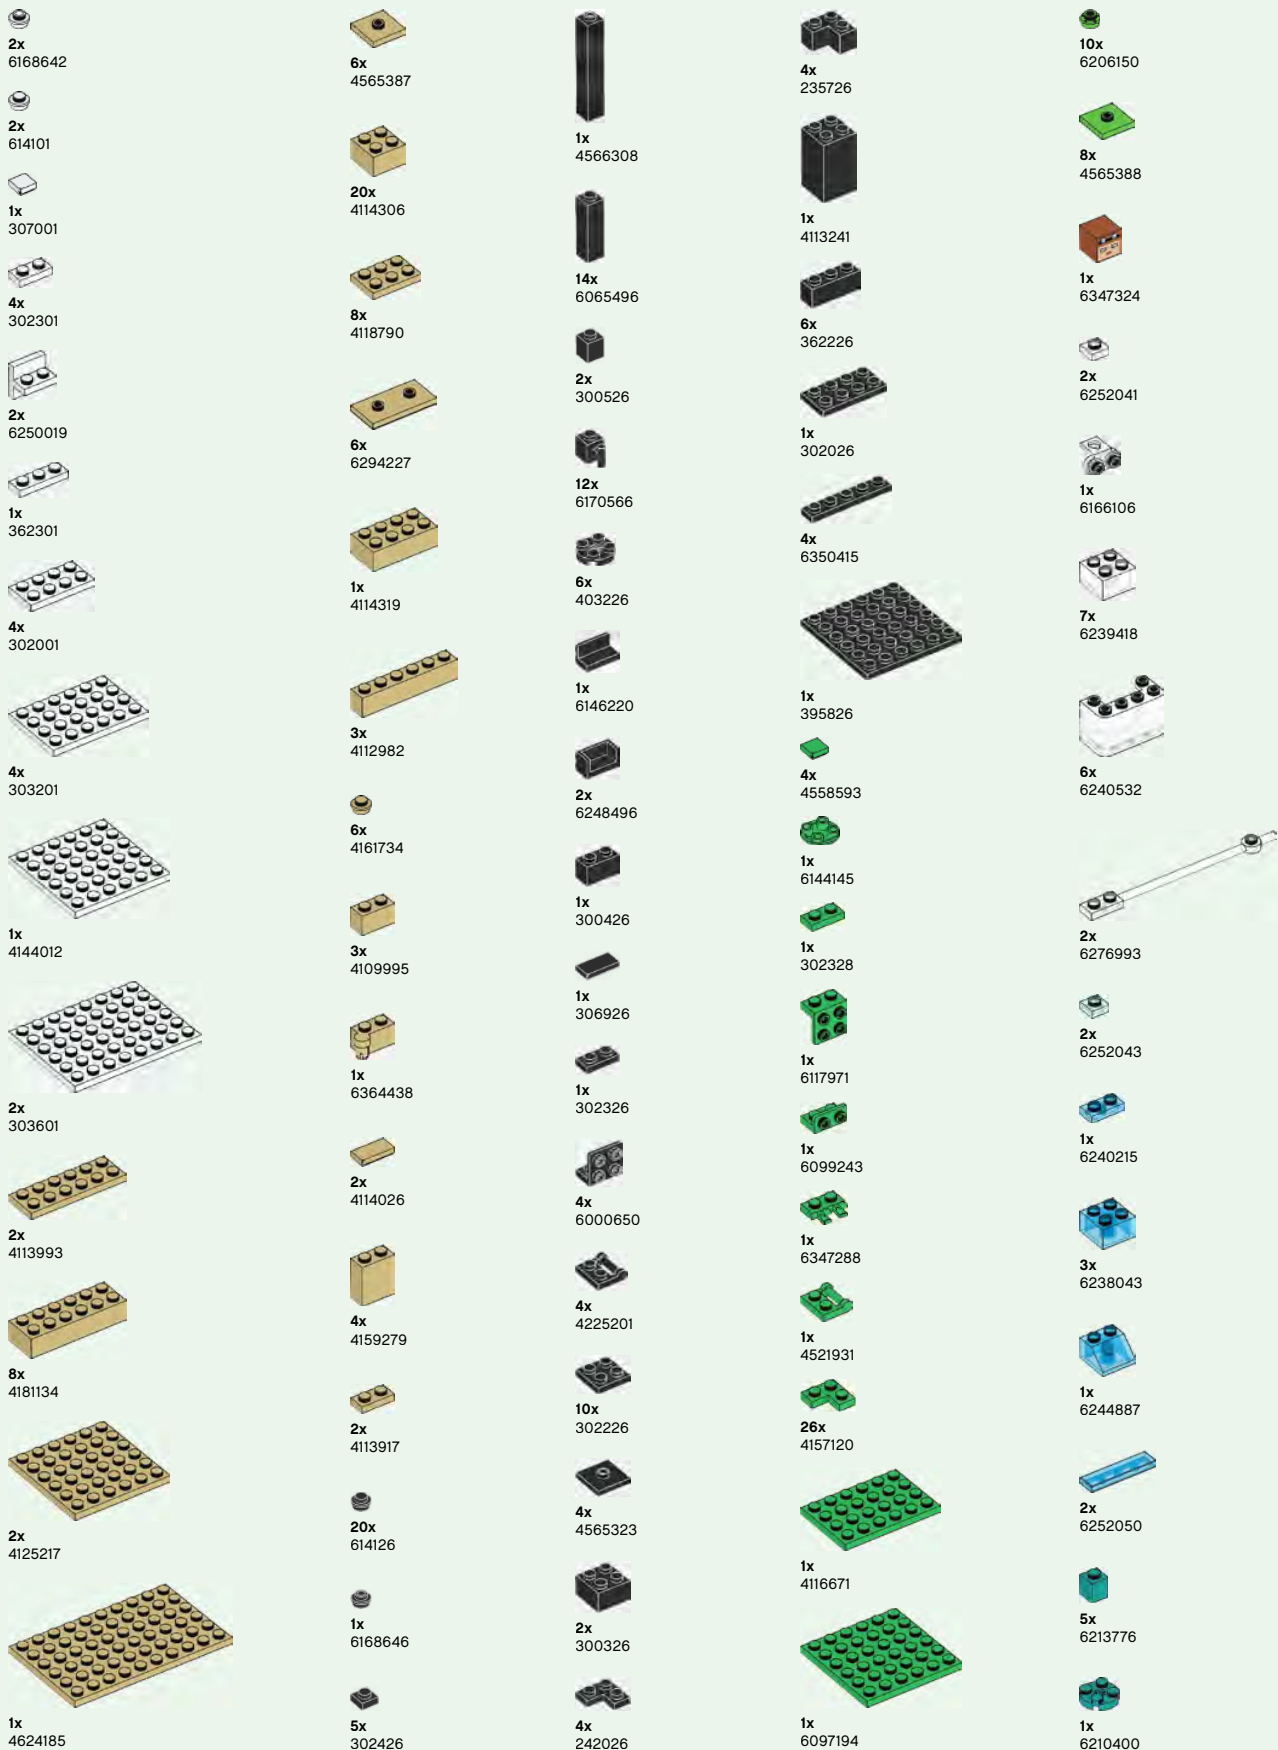 2x
6168642
2x
614101
1x
307001
4x
302301
2x
6250019
1x
362301
4x
302001
4x
303201
1x
4144012
2x
303601
2x
4113993
8x
4181134
2x
4125217
1x
4624185
6x
4565387
20x
4114306
8x
4118790
6x
6294227
1x
4114319
3x
4112982
6x
4161734
3x
4109995
1x
6364438
2x
4114026
4x
4159279
2x
4113917
20x
614126
1x
6168646
5x
302426
1x
4566308
14x
6065496
2x
300526
12x
6170566
6x
403226
1x
6146220
2x
6248496
1x
300426
1x
306926
1x
302326
4x
6000650
4x
4225201
10x
302226
4x
4565323
2x
300326
4x
242026
4x
235726
1x
4113241
6x
362226
1x
302026
4x
6350415
1x
395826
4x
4558593
1x
6144145
1x
302328
1x
6117971
1x
6099243
1x
6347288
1x
4521931
26x
4157120
1x
4116671
1x
6097194
10x
6206150
8x
4565388
1x
6347324
2x
6252041
1x
6166106
7x
6239418
6x
6240532
2x
6276993
2x
6252043
1x
6240215
3x
6238043
1x
6244887
2x
6252050
5x
6213776
1x
6210400